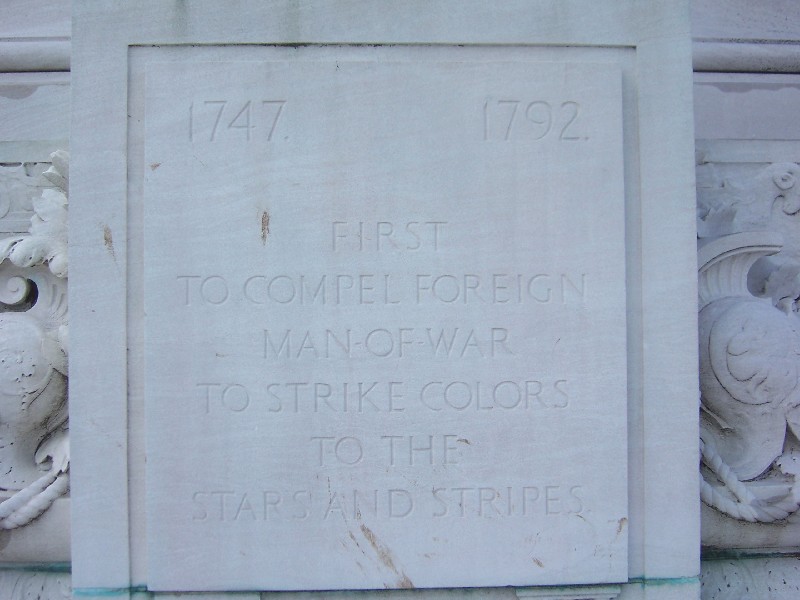 1747. 1792.
FIRST
TO COMPEL FOREIGN
MAN-OF-WAR
TO STRIKE COLORS
TO THE
STARS AND STRIPES.